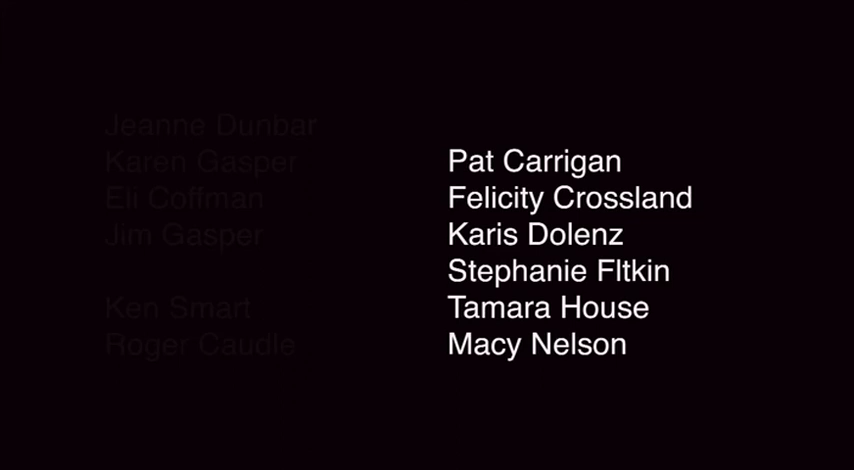 Jeanne Dunbar
Karen Gasper
Eli Coffman
Jim Gasper
Ken Smart
Roger Caudle
Pat Carrigan
Felicity Crossland
Karis Dolenz
Stephanie Fltkin
Tamara House
Macy Nelson